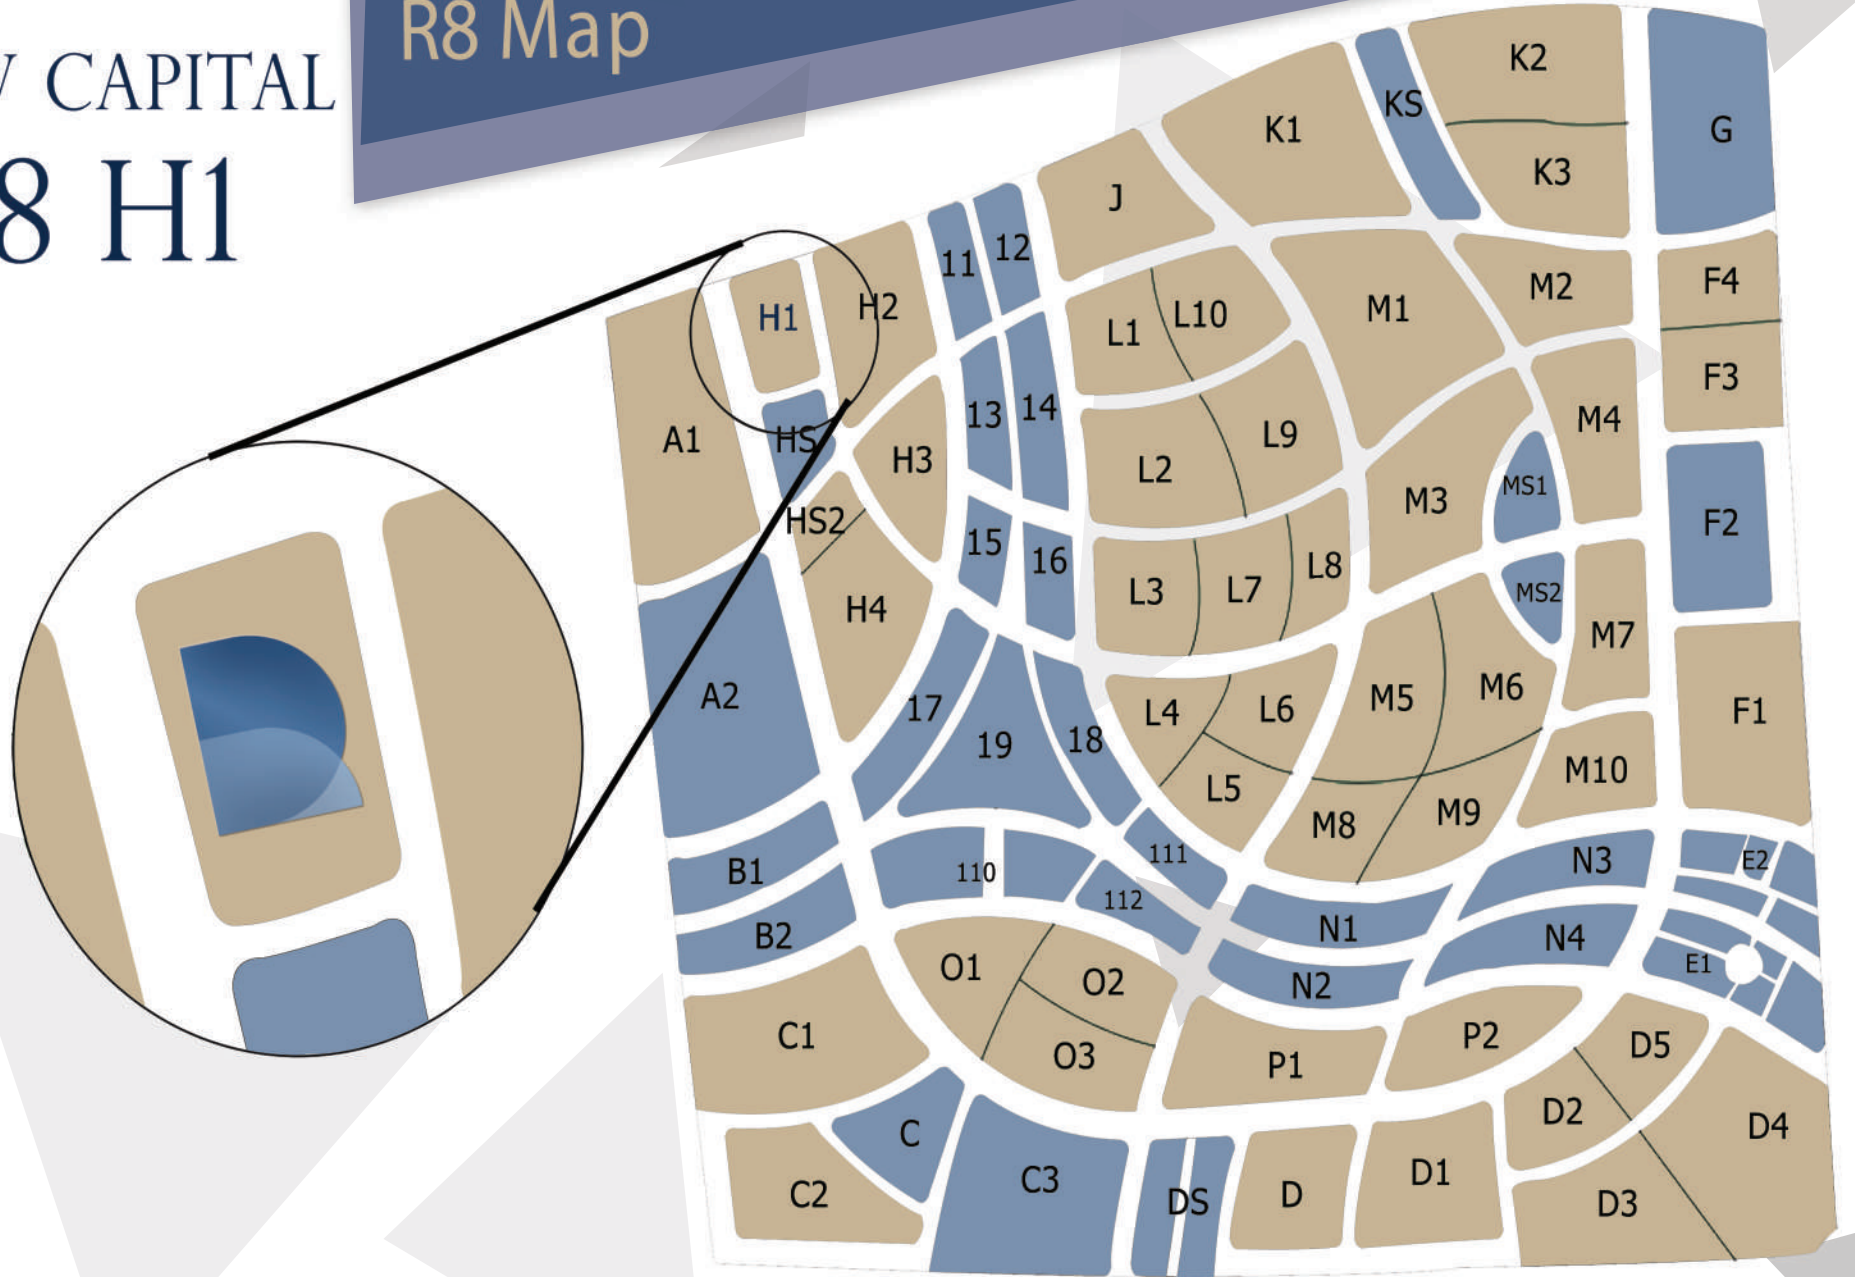 R8 Map
CAPITAL
8 H1
K2
KS
K1
G
K3
J
12
11
F4
M2
H2
M1
L10
H1
L1
F3
14
13
M4
L9
A1
HS
H3
L2
MS1
M3
HS2
F2
15
16
L8
L3
L7
MS2
H4
M7
A2
M5
M6
17
L4
L6
F1
18
19
M10
L5
M9
M8
111
N3
E2
B1
110
112
N1
B2
N4
O1
E1
O2
N2
C1
P2
D5
O3
P1
D2
D4
C
D1
C3
C2
DS
D
D3